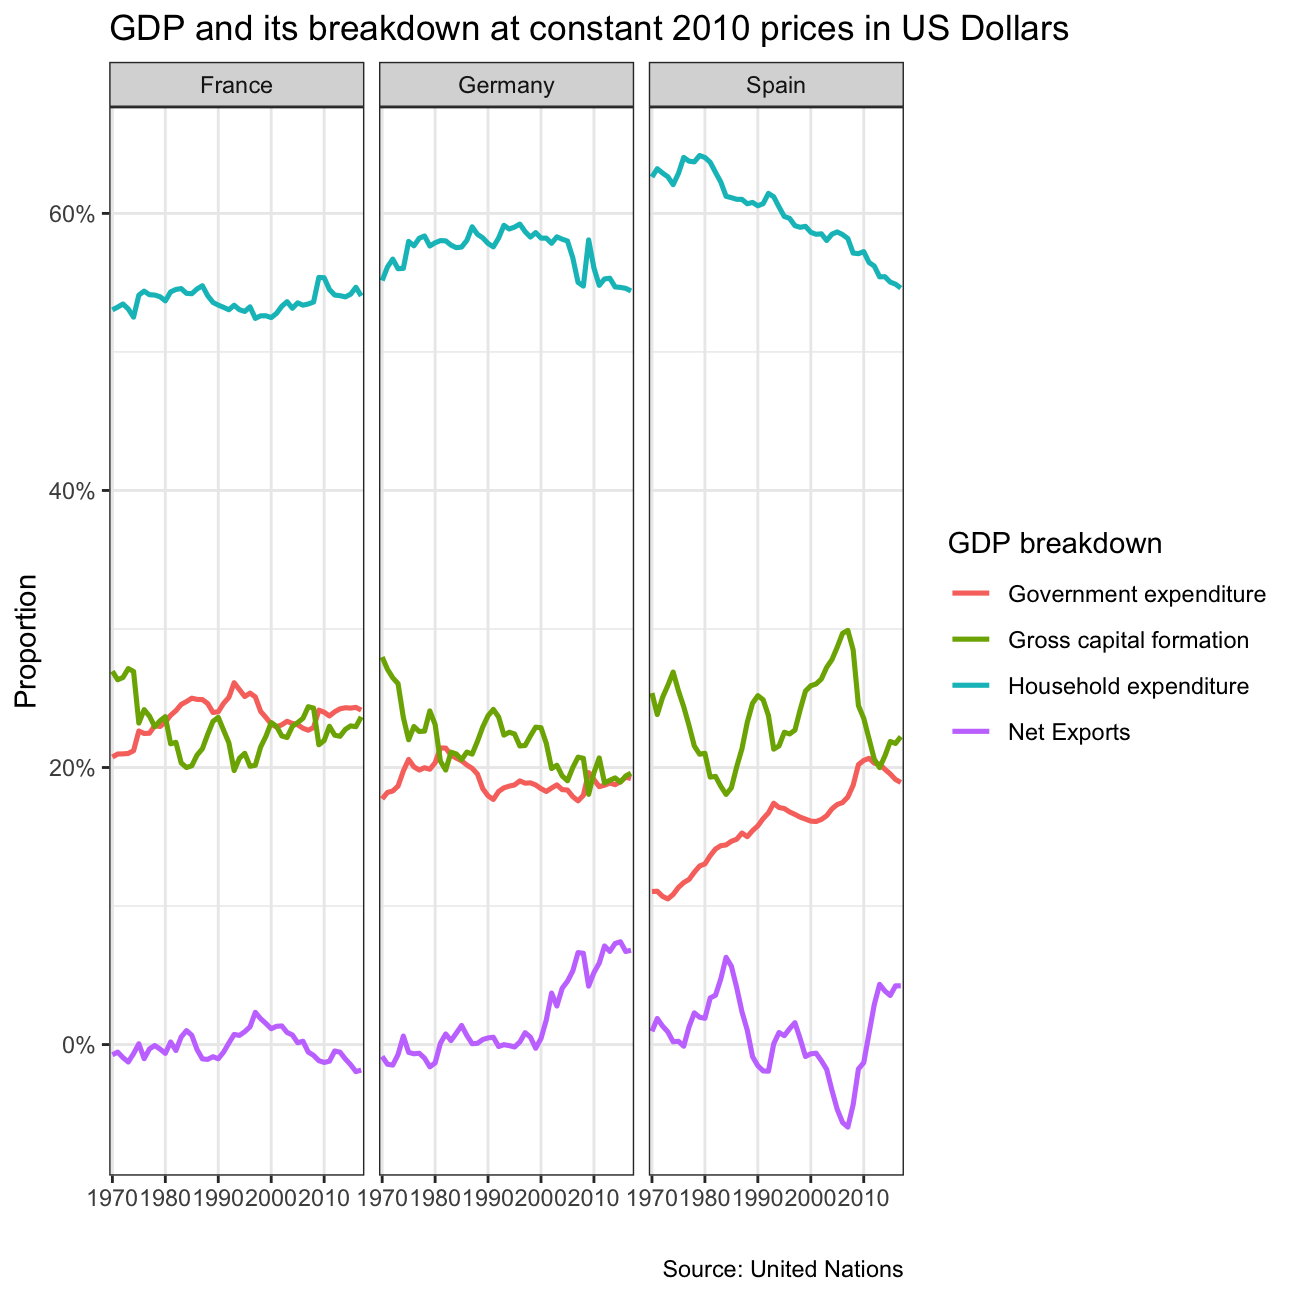 GDP and its breakdown at constant 2010 prices in US Dollars
France
Germany
Spain
60%
40%
20%
0%
Proportion
1970 1980 1990 2000 2010
1970 1980 1990 2000 2010
1970 1980 1990 2000 2010
GDP breakdown
Government expenditure
Gross capital formation
Household expenditure
Net Exports
Source: United Nations